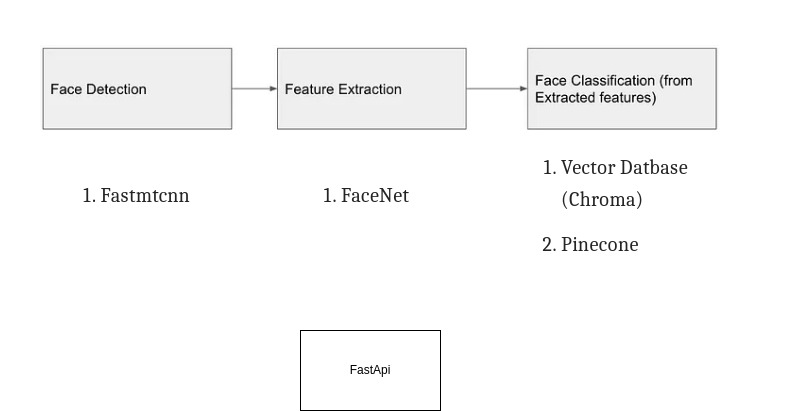 Face Detection
Feature Extraction
Face Classification (from
Extracted features)
1. Fastmtcnn
1. FaceNet
1. Vector Datbase
(Chroma)
2. Pinecone
FastApi